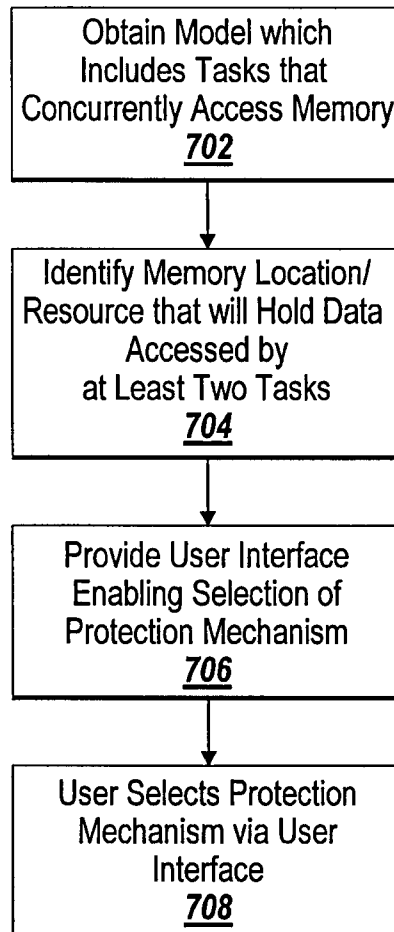 Obtain Model which
Includes Tasks that
Concurrently Access Memory
702
Identify Memory Location/
Resource that will Hold Data
Accessed by
at Least Two Tasks
704
Provide User Interface
Enabling Selection of
Protection Mechanism
706
User Selects Protection
Mechanism via User
Interface
708